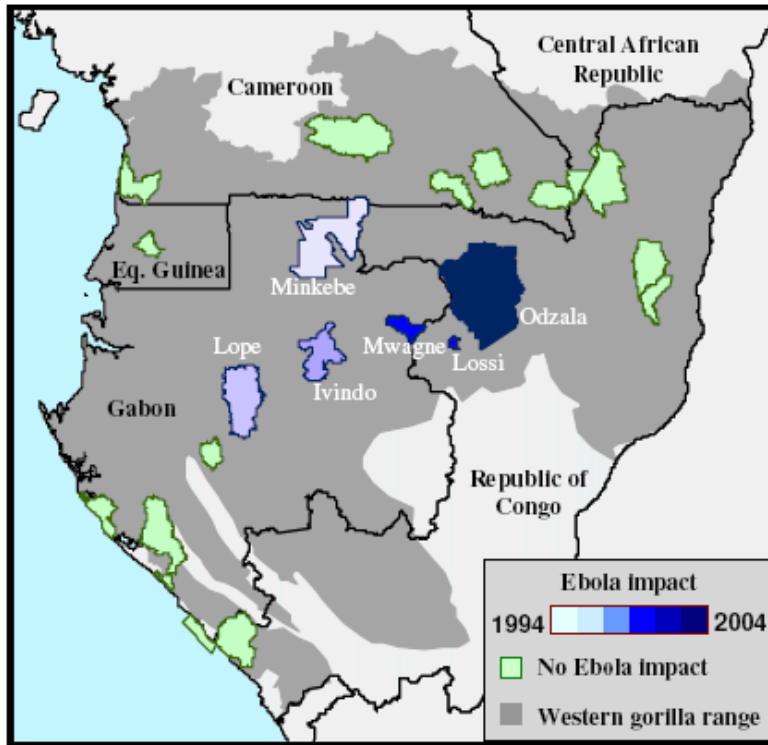 Central African
Republic
Cameroon
Eq. Guinea
Minkebe
Odzala
Mwagne
Lope
Lossi
Ivindo
Gabon
Republic of
Congo
Ebola impact
1994 2004
No Ebola impact
Western gorilla range